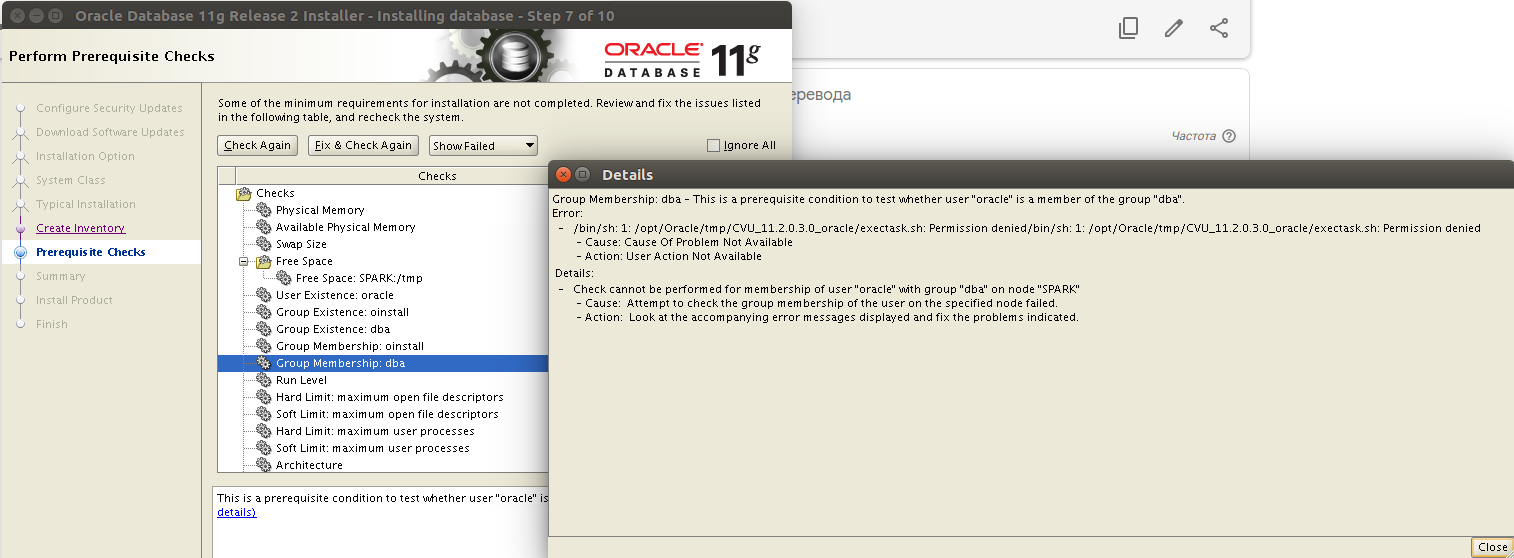 Oracle Database 11g Release 2 Installer - Installing database - Step 7 of 10
Perform Prerequisite Checks
ORACLE DATABASE 11g
Configure Security Updates
Download Software Updates
Installation Option
System Class
Typical Installation
Create Inventory
Prerequisite Checks
Summary
Install Product
Finish
Some of the minimum requirements for installation are not completed. Review and fix the issues listed
in the following table, and recheck the system.
Check Again
Fix & Check Again
Show Failed
Ignore All
Checks
Checks
Physical Memory
Available Physical Memory
Swap Size
Free Space
Free Space: SPARK:/tmp
User Existence: oracle
Group Existence: oinstall
Group Existence: dba
Group Membership: oinstall
Group Membership: dba
Run Level
Hard Limit: maximum open file descriptors
Soft Limit: maximum open file descriptors
Hard Limit: maximum user processes
Soft Limit: maximum user processes
Architecture
This is a prerequisite condition to test whether user "oracle" is
details)
еревода
Частота
Details
Group Membership: dba - This is a prerequisite condition to test whether user "oracle" is a member of the group "dba".
Error:
- /bin/sh: 1: /opt/Oracle/tmp/CVU_11.2.0.3.0_oracle/exectask.sh: Permission denied/bin/sh: 1: /opt/Oracle/tmp/CVU_11.2.0.3.0_oracle/exectask.sh: Permission denied
- Cause: Cause Of Problem Not Available
- Action: User Action Not Available
Details:
- Check cannot be performed for membership of user "oracle" with group "dba" on node "SPARK"
- Cause: Attempt to check the group membership of the user on the specified node failed.
- Action: Look at the accompanying error messages displayed and fix the problems indicated.
Close